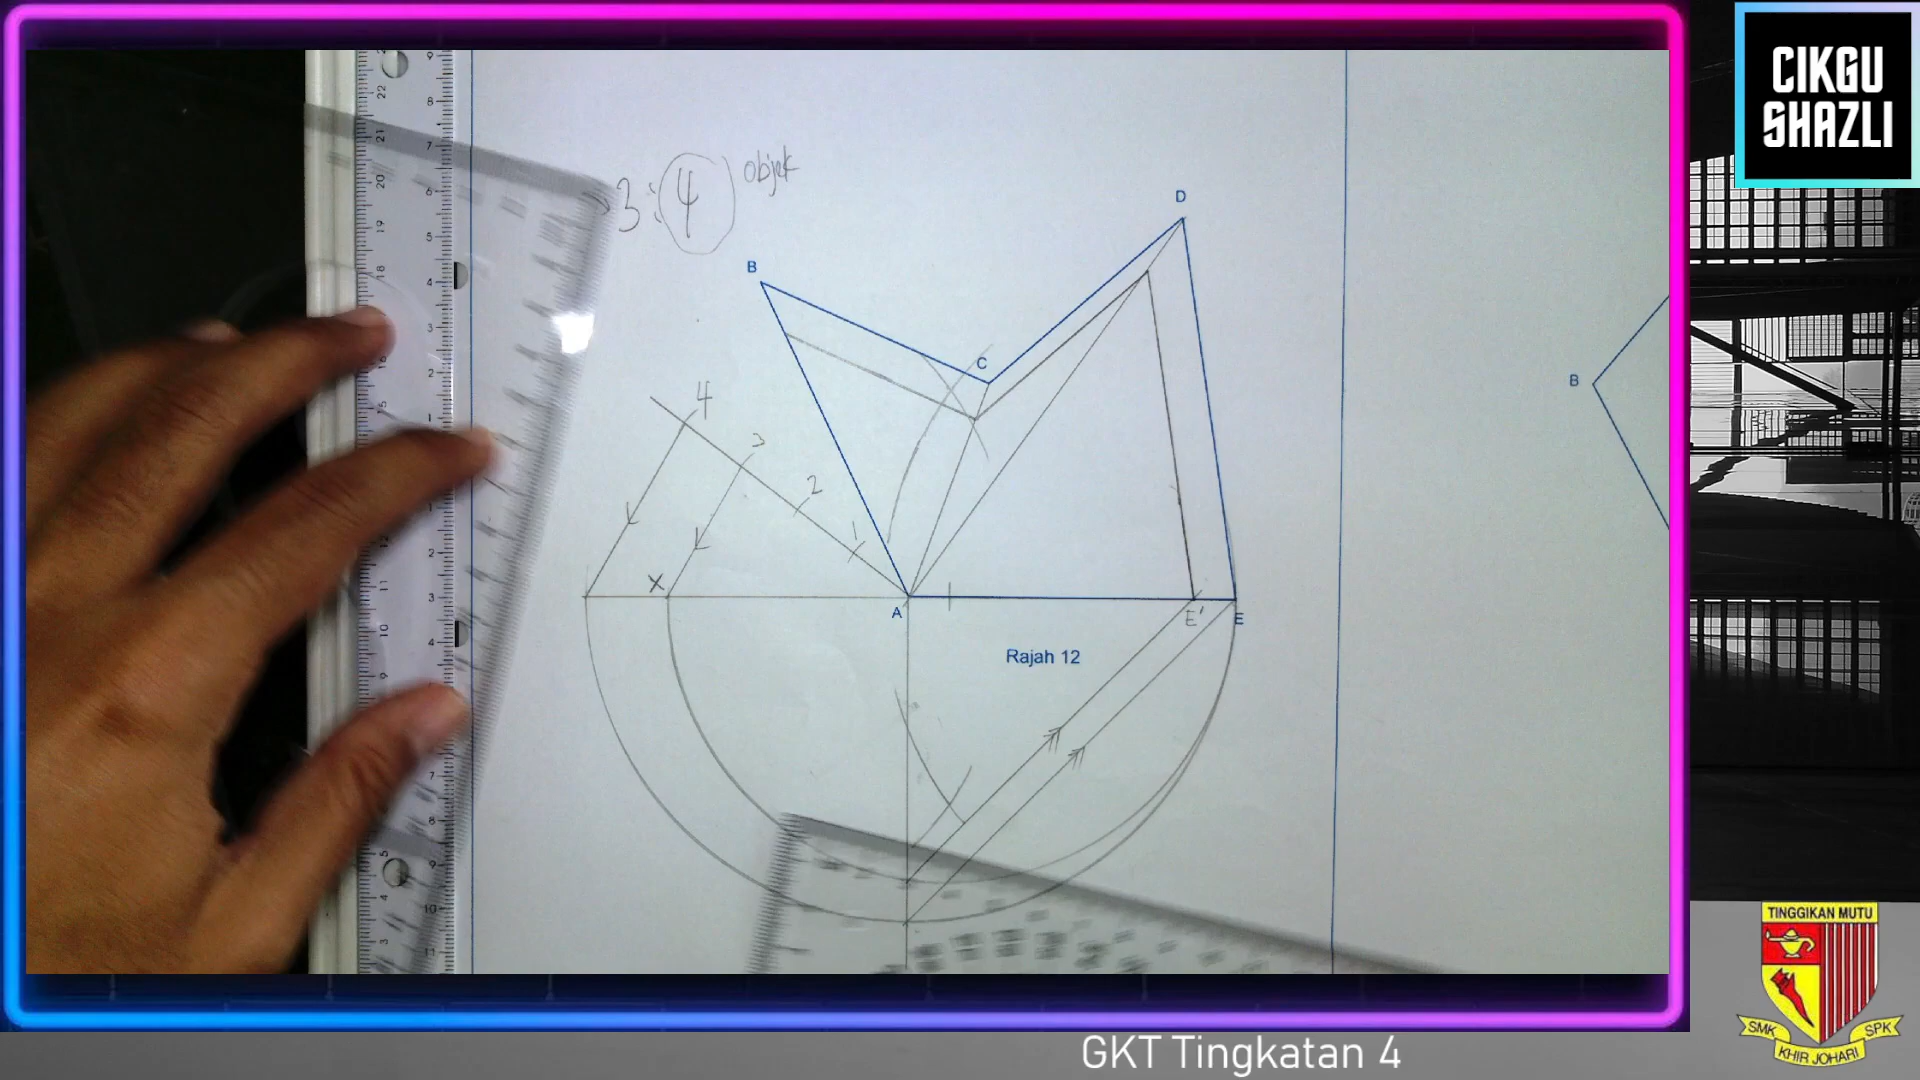 CIKGU
SHAZLI
3:4 objek
D
B
C
B
4
3
2
1
X
A
E'
E
Rajah 12
TINGGIKAN MUTU
SMK
SPK
KHIR JOHARI
GKT Tingkatan 4